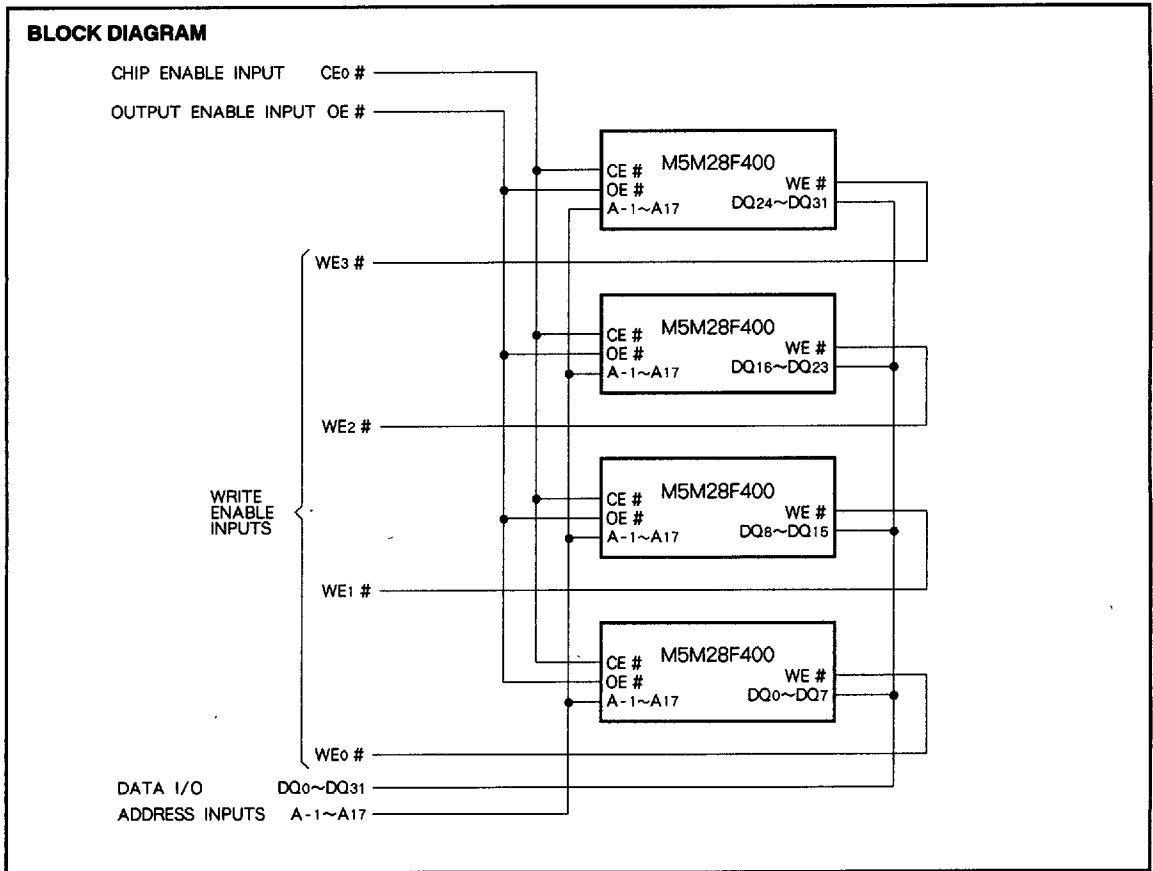 BLOCK DIAGRAM
CHIP ENABLE INPUT CE0 #
OUTPUT ENABLE INPUT OE #
M5M28F400
CE #
OE #
A-1~A17
WE #
DQ24~DQ31
WE3 #
M5M28F400
CE #
OE #
A-1~A17
WE #
DQ16~DQ23
WE2 #
WRITE
ENABLE
INPUTS
M5M28F400
CE #
OE #
A-1~A17
WE #
DQ8~DQ15
WE1 #
M5M28F400
CE #
OE #
A-1~A17
WE #
DQ0~DQ7
WE0 #
DATA I/O DQ0~DQ31
ADDRESS INPUTS A-1~A17